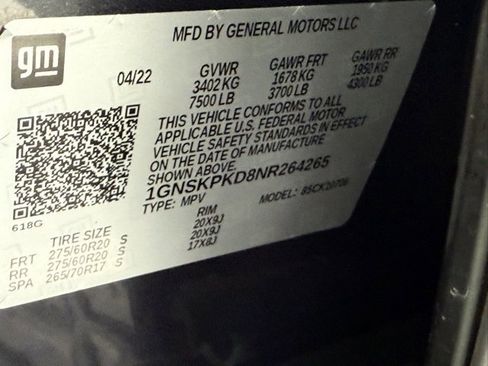 gm
MFD BY GENERAL MOTORS LLC
04/22 GVWR GAWR FRT GAWR RR
3402 KG 1678 KG 1950 KG
7500 LB 3700 LB 4300 LB
THIS VEHICLE CONFORMS TO ALL
APPLICABLE U.S. FEDERAL MOTOR
VEHICLE SAFETY STANDARDS IN EFFECT
ON THE DATE OF MANUFACTURE
SHOWN ABOVE.
1GNSKPKD8NR264265
TYPE: MPV MODEL:
618G
TIRE SIZE RIM
FRT 275/60R20 S 20X9J
RR 275/60R20 S 20X9J
SPA 265/70R17 S 17X8J